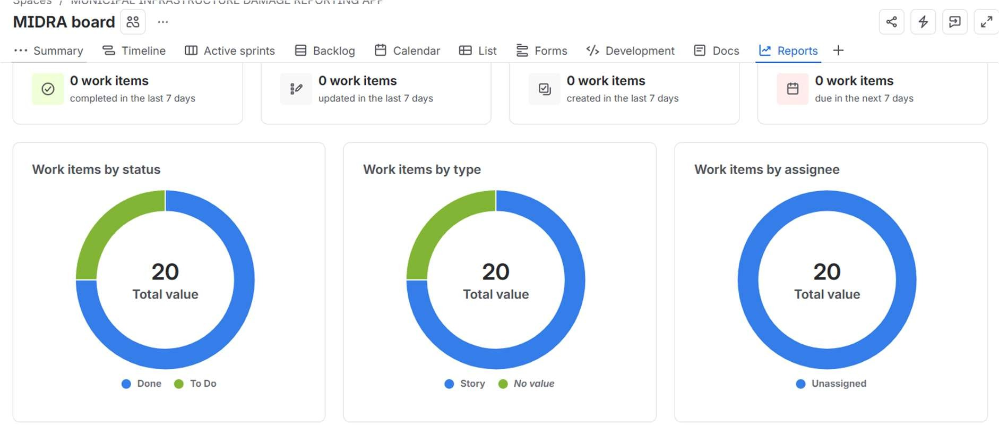 Spaces / MUNICIPAL INFRASTRUCTURE DAMAGE REPORTING APP
MIDRA board
Summary Timeline Active sprints Backlog Calendar List Forms Development Docs Reports
0 work items
completed in the last 7 days
0 work items
updated in the last 7 days
0 work items
created in the last 7 days
0 work items
due in the next 7 days
Work items by status
20
Total value
Done To Do
Work items by type
20
Total value
Story No value
Work items by assignee
20
Total value
Unassigned